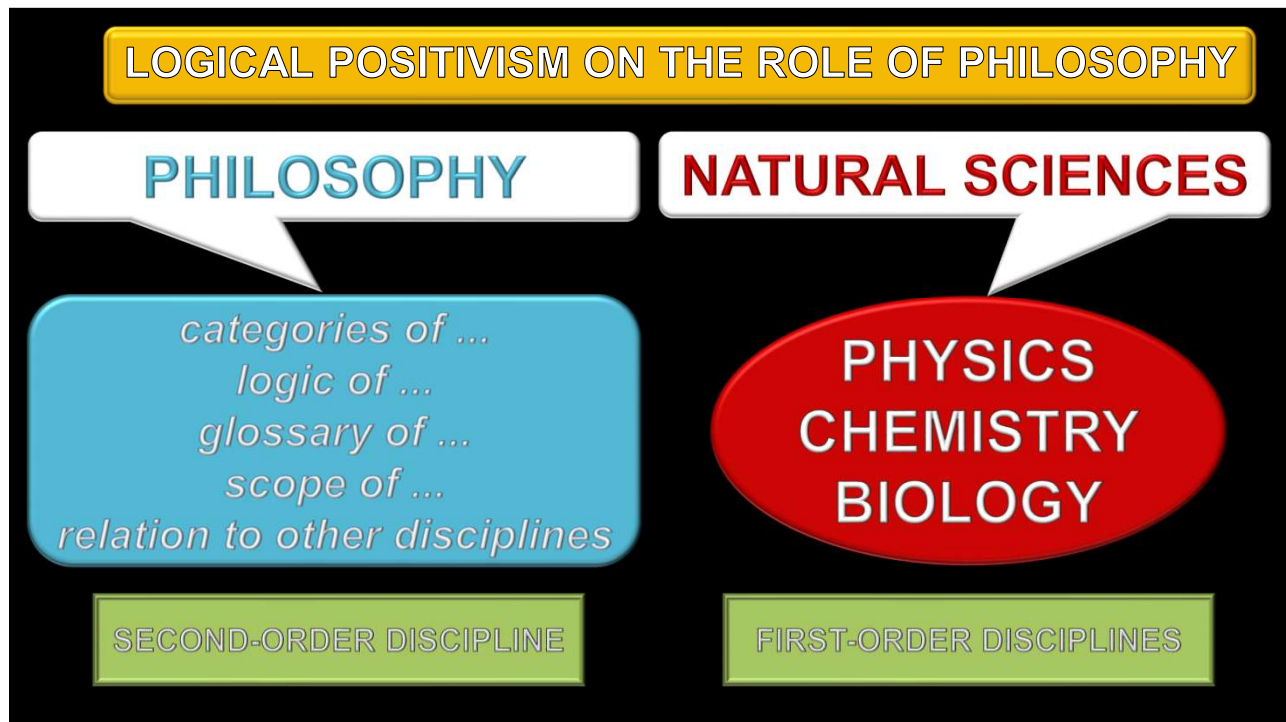 LOGICAL POSITIVISM ON THE ROLE OF PHILOSOPHY
PHILOSOPHY
categories of ...
logic of ...
glossary of ...
scope of ...
relation to other disciplines
SECOND-ORDER DISCIPLINE
NATURAL SCIENCES
PHYSICS
CHEMISTRY
BIOLOGY
FIRST-ORDER DISCIPLINES